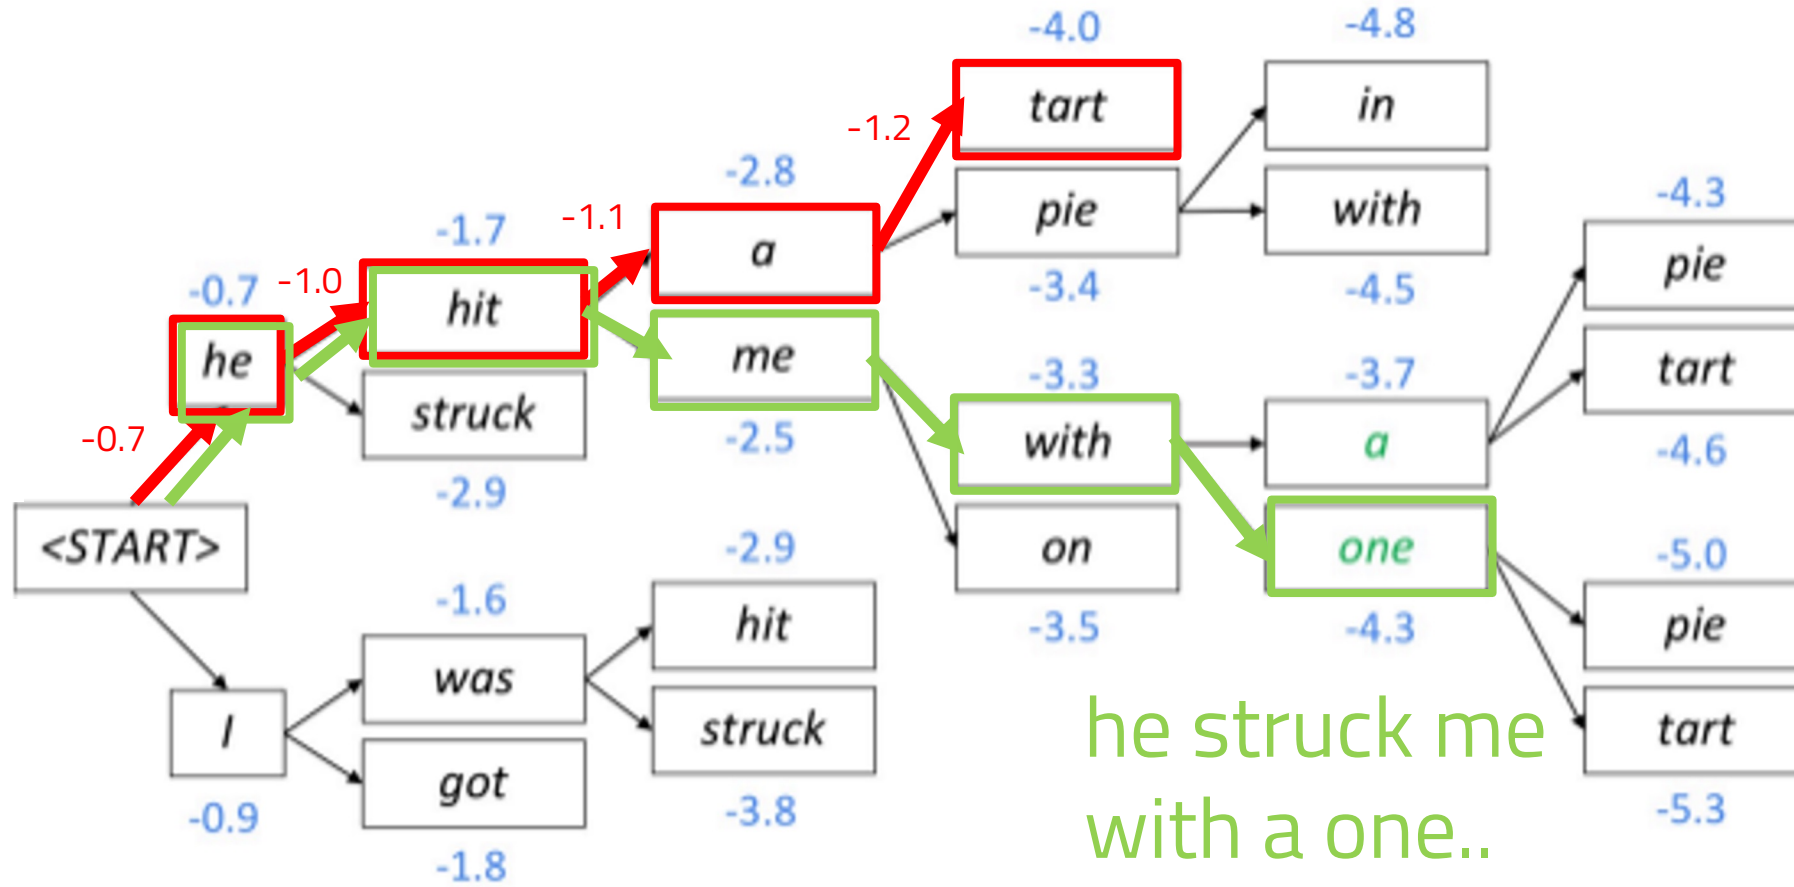 -4.0
-4.8
tart
in
-1.2
-2.8
pie
with
-4.3
-1.7
-1.1
a
-3.4
-4.5
pie
-0.7
-1.0
hit
he
me
-3.3
-3.7
tart
struck
-0.7
-2.5
with
a
-4.6
-2.9
<START>
-2.9
on
one
-5.0
-1.6
hit
-3.5
-4.3
pie
was
I
struck
he struck me
tart
got
-0.9
-3.8
with a one..
-5.3
-1.8